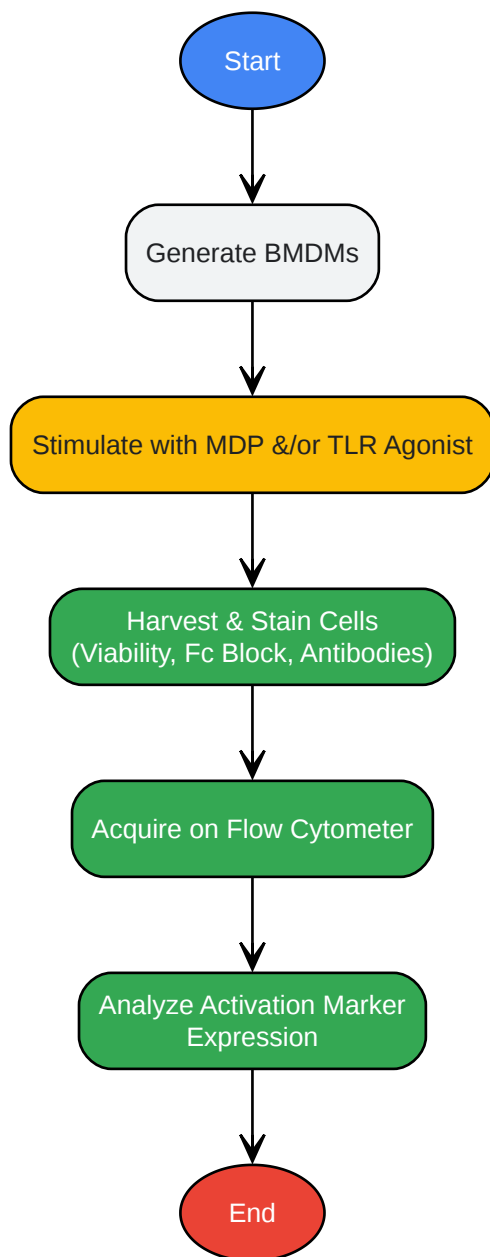 Start
Generate BMDMs
Stimulate with MDP &/or TLR Agonist
Harvest & Stain Cells
(Viability, Fc Block, Antibodies)
Acquire on Flow Cytometer
Analyze Activation Marker
Expression
End